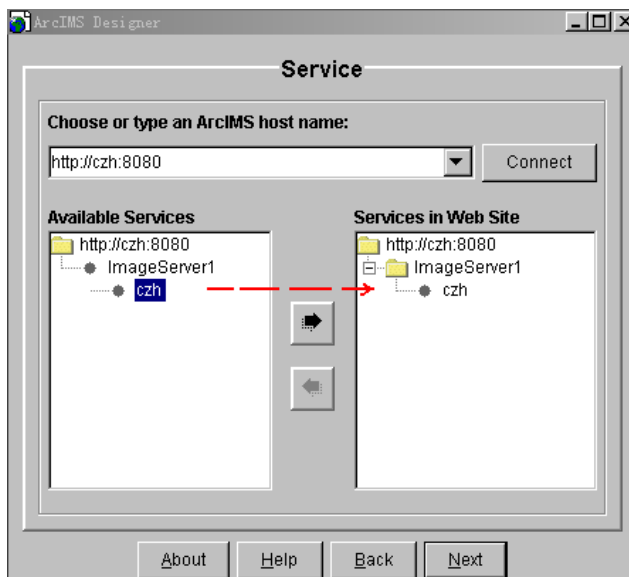 ArcIMS Designer
Service
Choose or type an ArcIMS host name:
http://czh:8080
Connect
Available Services
http://czh:8080
ImageServer1
czh
Services in Web Site
http://czh:8080
ImageServer1
czh
About Help Back Next